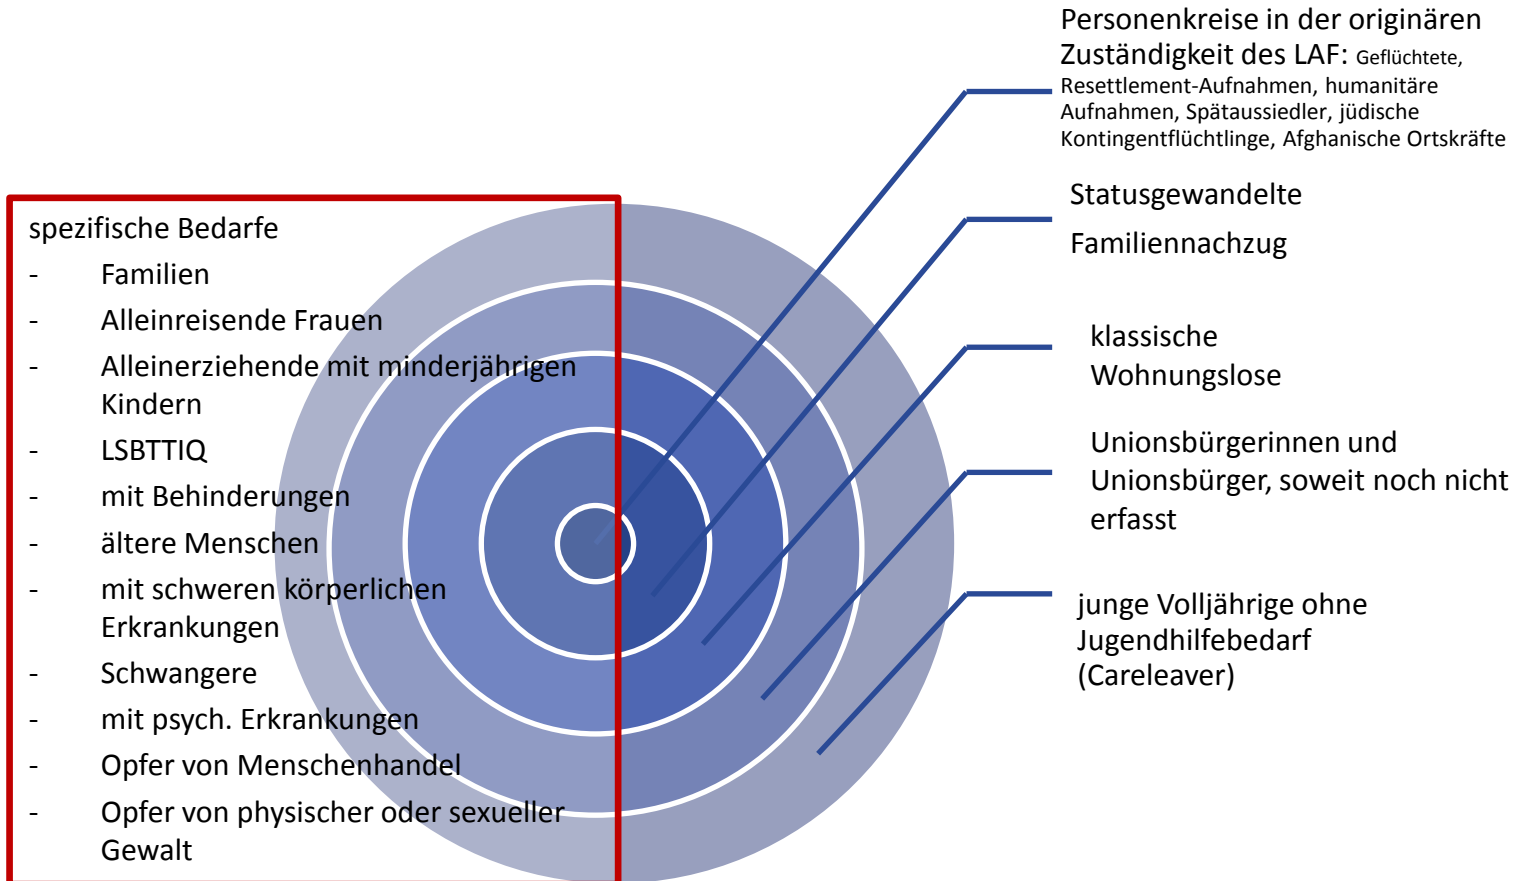 Personenkreise in der originären
Zuständigkeit des LAF: Geflüchtete,
Resettlement-Aufnahmen, humanitäre
Aufnahmen, Spätaussiedler, jüdische
Kontingentflüchtlinge, Afghanische Ortskräfte
Statusgewandelte
Familiennachzug
klassische
Wohnungslose
Unionsbürgerinnen und
Unionsbürger, soweit noch nicht
erfasst
junge Volljährige ohne
Jugendhilfebedarf
(Careleaver)
spezifische Bedarfe
- Familien
- Alleinreisende Frauen
- Alleinerziehende mit minderjährigen
Kindern
- LSBTTIQ
- mit Behinderungen
- ältere Menschen
- mit schweren körperlichen
Erkrankungen
- Schwangere
- mit psych. Erkrankungen
- Opfer von Menschenhandel
- Opfer von physischer oder sexueller
Gewalt